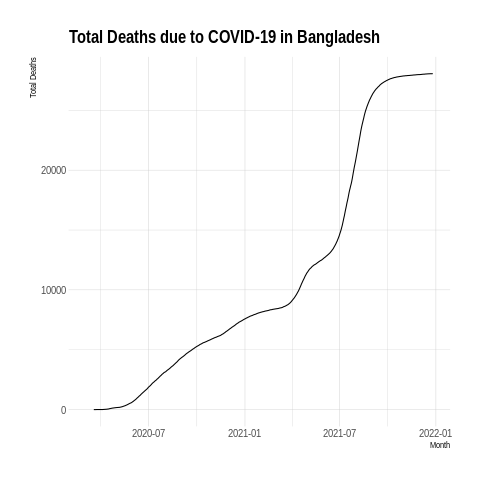 Total Deaths due to COVID-19 in Bangladesh
Total Deaths
20000
10000
0
2020-07 2021-01 2021-07 2022-01
Month